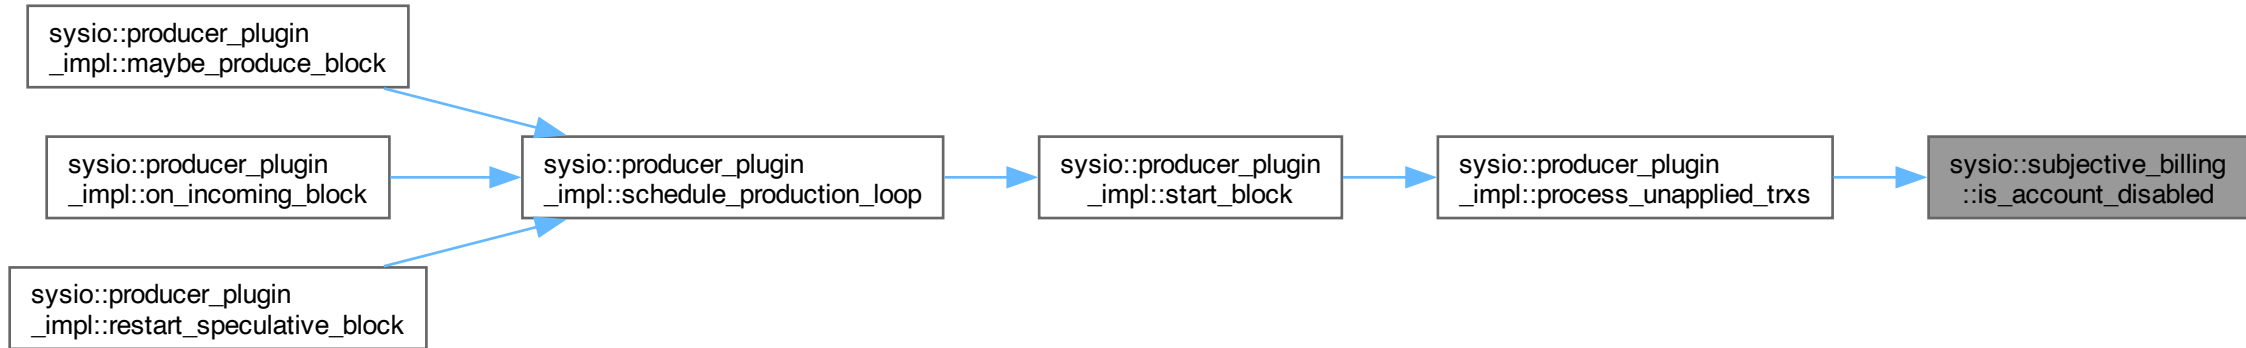 sysio::producer_plugin
_impl::maybe_produce_block
sysio::producer_plugin
_impl::on_incoming_block
sysio::producer_plugin
_impl::restart_speculative_block
sysio::producer_plugin
_impl::schedule_production_loop
sysio::producer_plugin
_impl::start_block
sysio::producer_plugin
_impl::process_unapplied_trxs
sysio::subjective_billing
::is_account_disabled